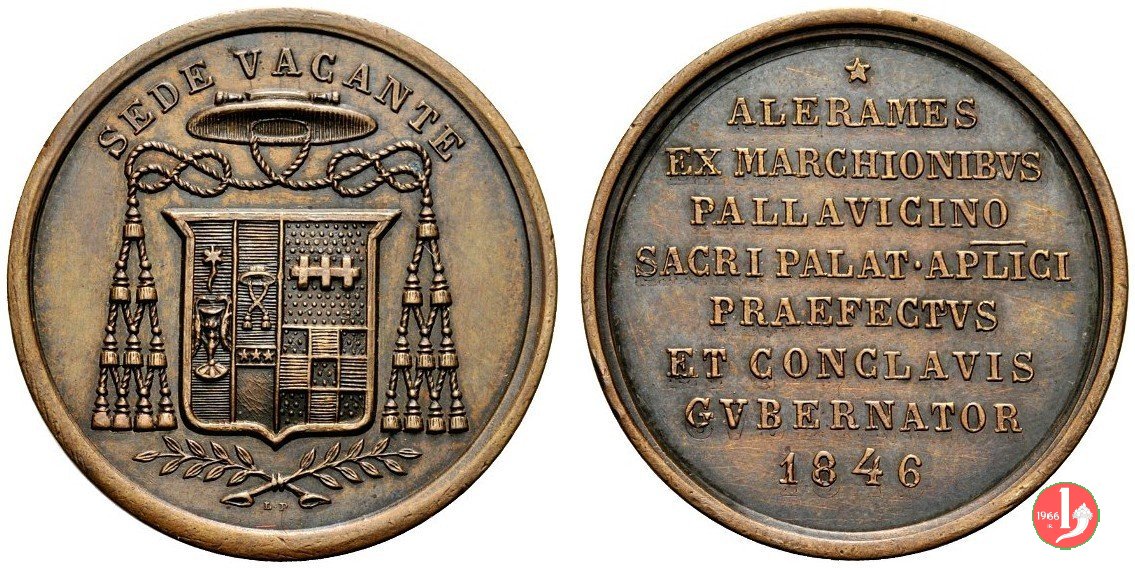 SEDE VACANTE
L D
ALERAMES
EX MARCHIONIBVS
PALLAVICINO
SACRI PALAT·APLICI
PRAEFECTVS
ET CONCLAVIS
GVBERNATOR
1846
1966